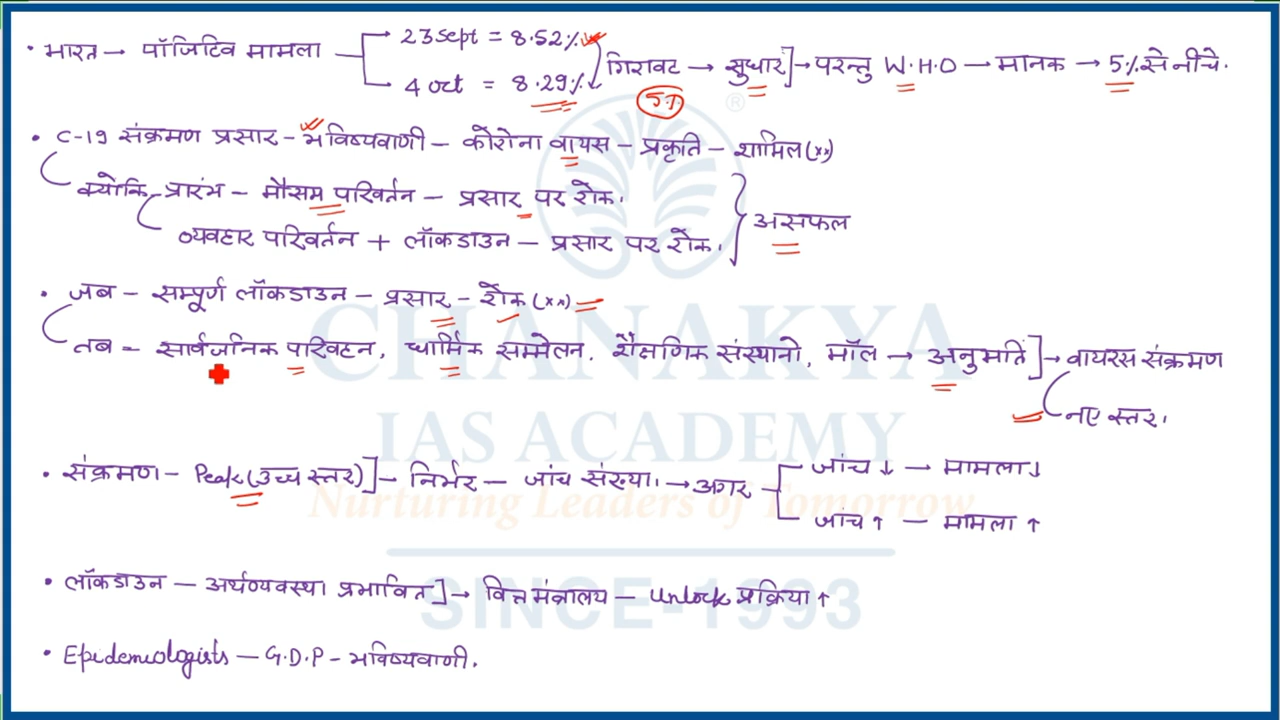 • भारत → पॉजिटिव मामला 23 Sept = 8.52%
4 Oct = 8.29% गिरावट → सुधार] → परन्तु W.H.O → मानक → 5% से नीचे.
5%
®
• C-19 संक्रमण प्रसार - भविष्यवाणी - कोरोना वायस - प्रकृति - शामिल (xx)
क्योकि प्रारंभ - मौसम परिवर्तन - प्रसार पर रोक.
व्यवहार परिवर्तन + लॉकडाउन - प्रसार पर रोक. } असफल
• जब - सम्पूर्ण लॉकडाउन - प्रसार - रोक (xx)
तब = सार्वजनिक परिवहन, धार्मिक सम्मेलन, शैक्षणिक संस्थानो, मॉल → अनुमति] → वायरस संक्रमण
नए स्तर.
CHANAKYA
IAS ACADEMY
• संक्रमण - Peak (उच्च स्तर)] - निर्भर - जांच संख्या. → अगर जांच ↓ → मामला ↓
जांच ↑ - मामला ↑
Nurturing Leaders of Tomorrow
• लॉकडाउन - अर्थव्यवस्था प्रभावित] → वित्त मंत्रालय - Unlock प्रक्रिया ↑
SINCE-1993
• Epidemiologists - G.D.P - भविष्यवाणी.